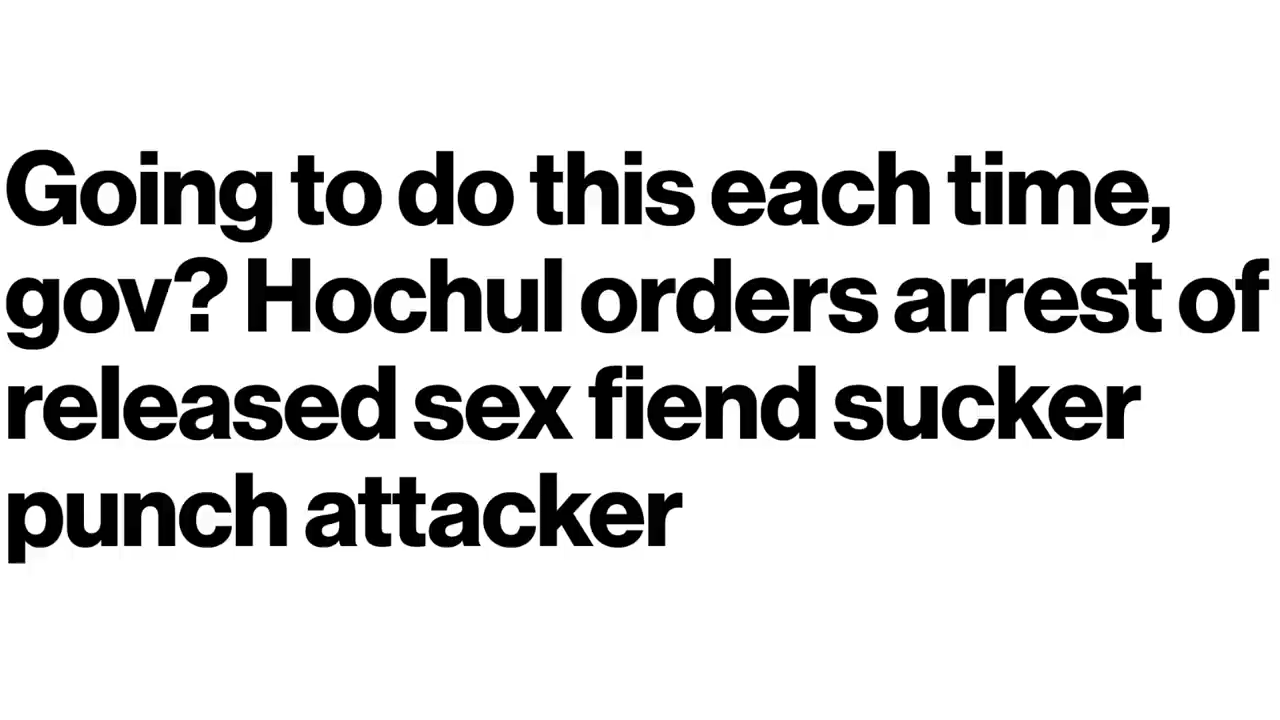 Going to do this each time,
gov? Hochul orders arrest of
released sex fiend sucker
punch attacker